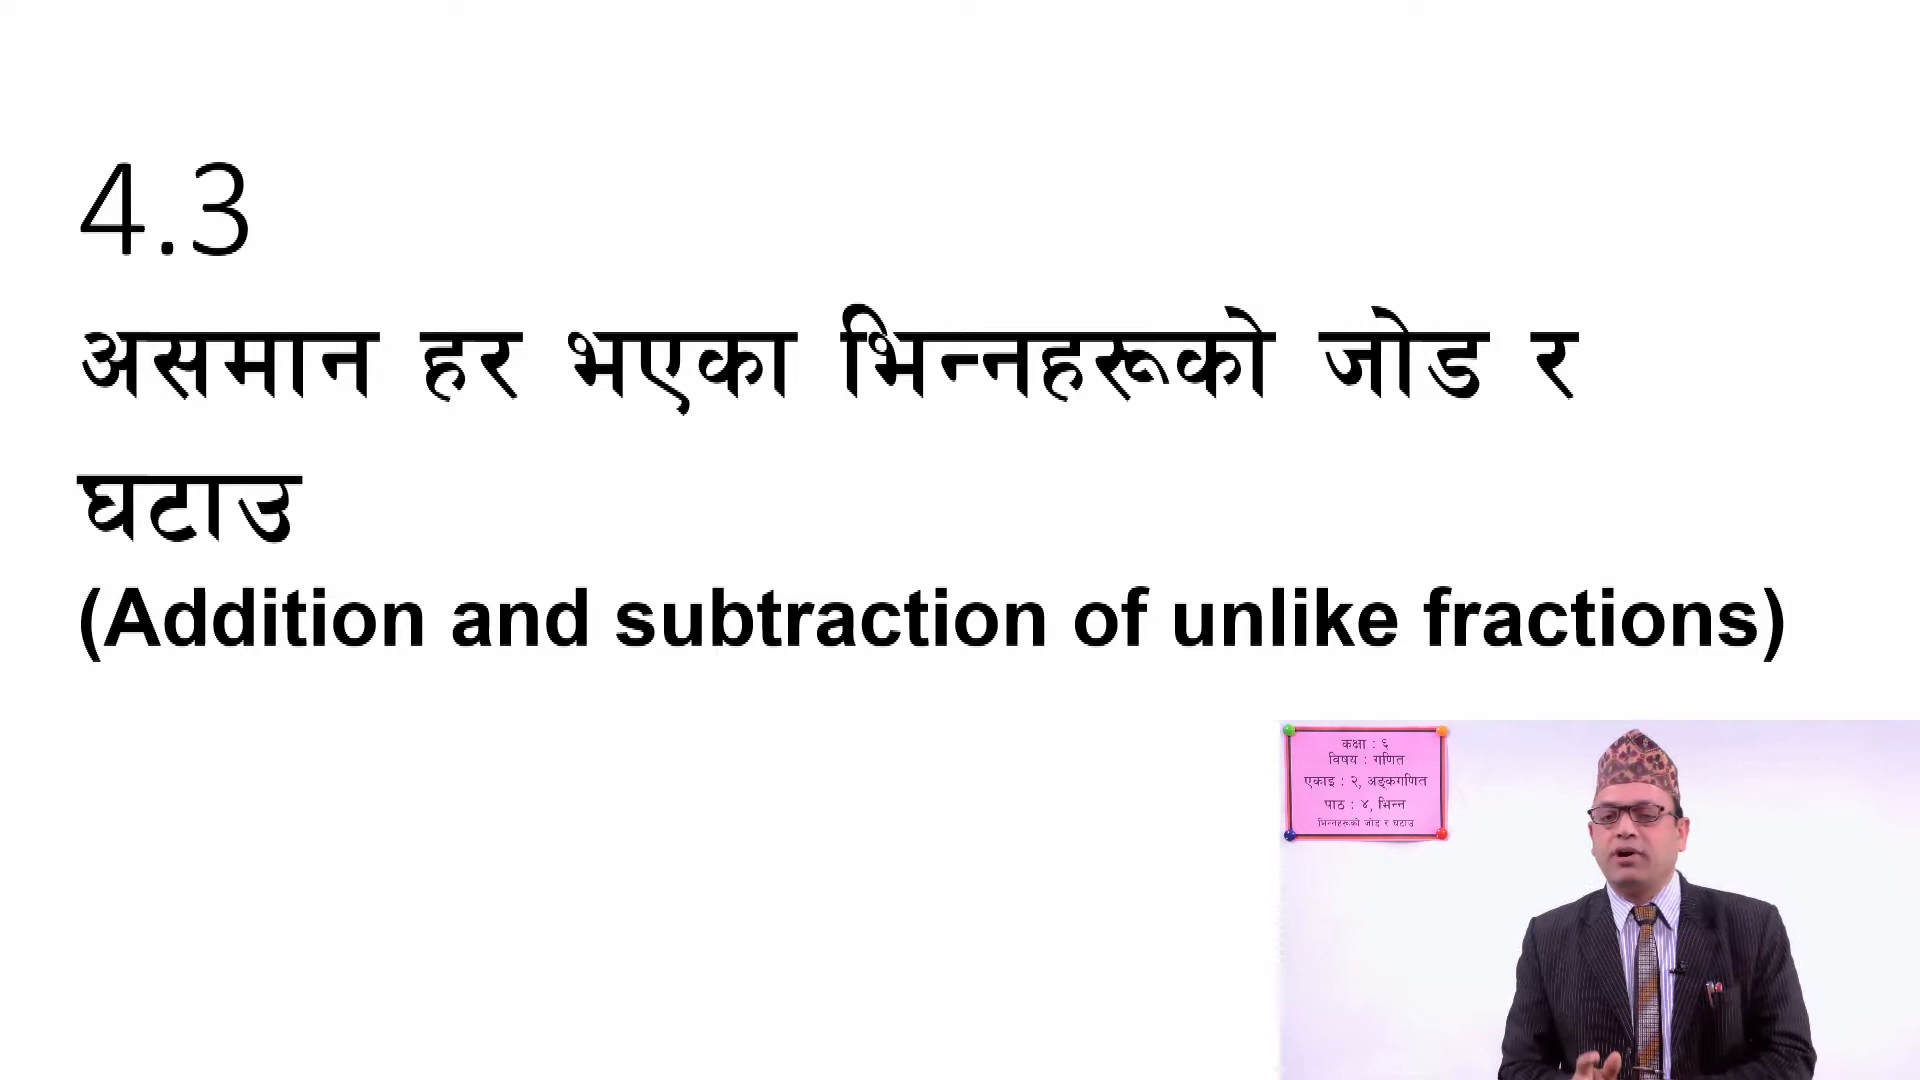 4.3
असमान हर भएका भिन्नहरूको जोड र
घटाउ
(Addition and subtraction of unlike fractions)
कक्षा : ६
विषय : गणित
एकाइ : २, अङ्कगणित
पाठ : ४, भिन्न
भिन्नहरूको जोड र घटाउ